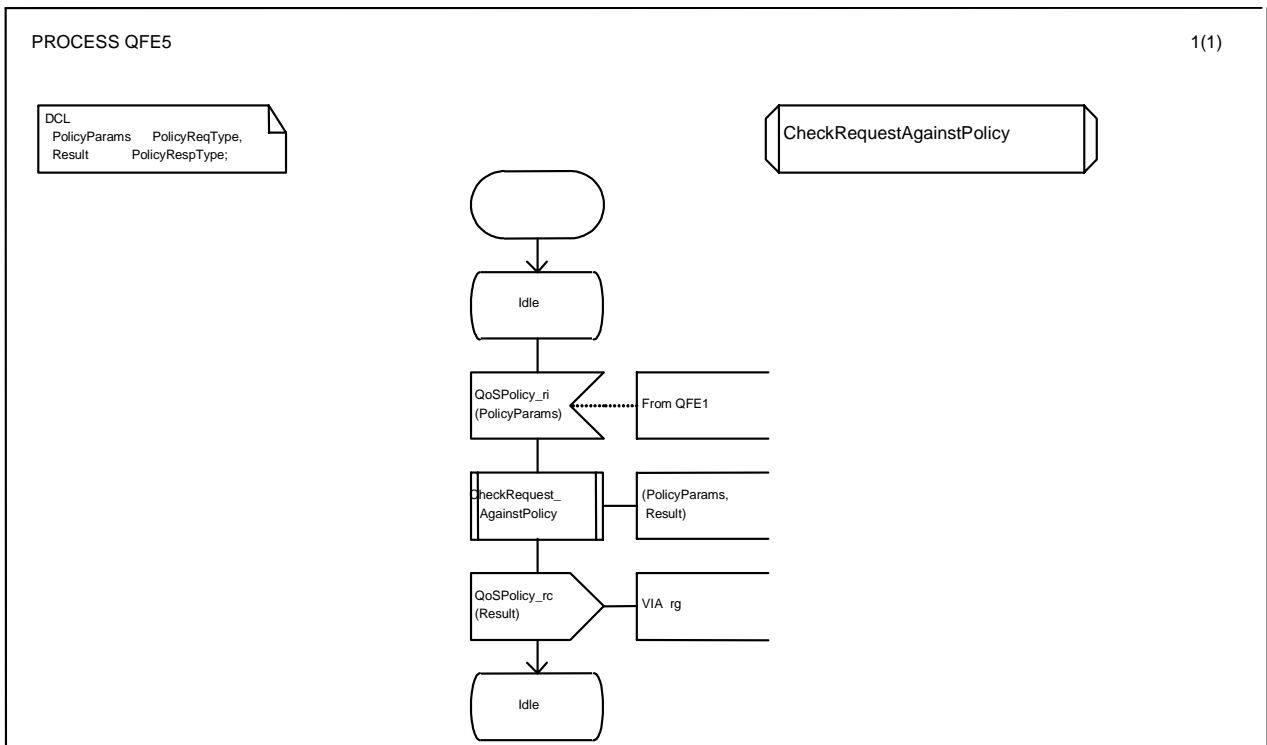 PROCESS QFE5
1(1)
DCL
PolicyParams PolicyReqType,
Result PolicyRespType;
CheckRequestAgainstPolicy
Idle
QoSPolicy_ri
(PolicyParams)
From QFE1
CheckRequest_
AgainstPolicy
(PolicyParams,
Result)
QoSPolicy_rc
(Result)
VIA rg
Idle